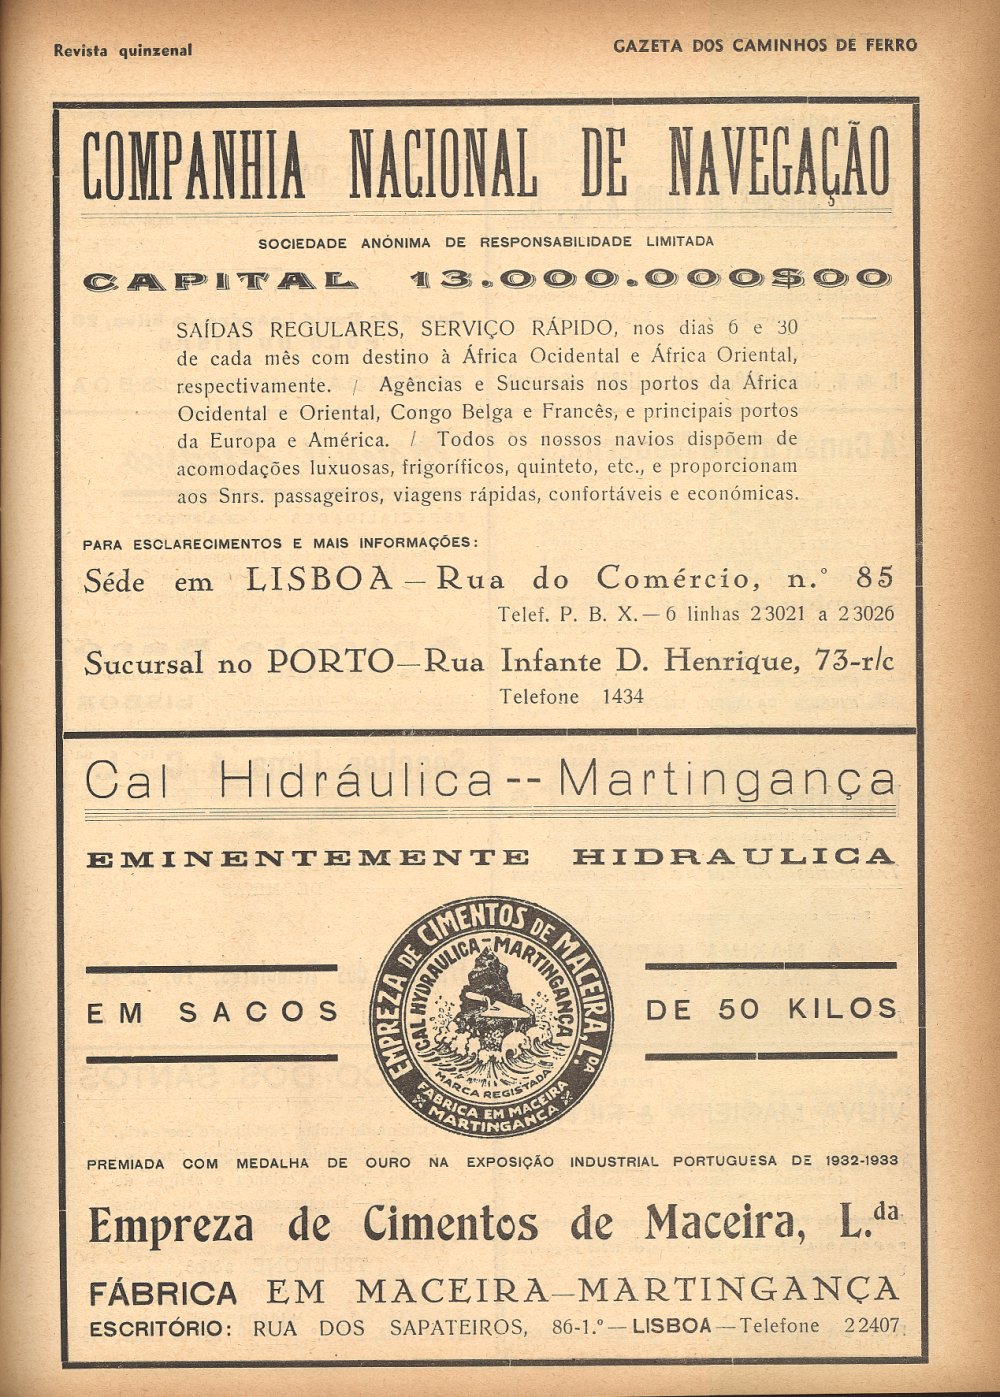 Revista quinzenal
GAZETA DOS CAMINHOS DE FERRO
COMPANHIA NACIONAL DE NAVEGAÇÃO
SOCIEDADE ANÓNIMA DE RESPONSABILIDADE LIMITADA
CAPITAL 13.000.000$00
SAÍDAS REGULARES, SERVIÇO RÁPIDO, nos dias 6 e 30
de cada mês com destino à África Ocidental e África Oriental,
respectivamente. / Agências e Sucursais nos portos da África
Ocidental e Oriental, Congo Belga e Francês, e principais portos
da Europa e América. / Todos os nossos navios dispõem de
acomodações luxuosas, frigoríficos, quinteto, etc., e proporcionam
aos Snrs. passageiros, viagens rápidas, confortáveis e económicas.
PARA ESCLARECIMENTOS E MAIS INFORMAÇÕES:
Séde em LISBOA — Rua do Comércio, n.º 85
Telef. P. B. X. — 6 linhas 23021 a 23026
Sucursal no PORTO — Rua Infante D. Henrique, 73-r/c
Telefone 1434
Cal Hidráulica -- Martingança
EMINENTEMENTE HIDRAULICA
EM SACOS
EMPREZA DE CIMENTOS DE MACEIRA, L.DA
CAL HYDRAULICA-MARTINGANÇA
MARCA REGISTADA
FABRICA EM MACEIRA
MARTINGANCA
DE 50 KILOS
PREMIADA COM MEDALHA DE OURO NA EXPOSIÇÃO INDUSTRIAL PORTUGUESA DE 1932-1933
Empreza de Cimentos de Maceira, L.da
FÁBRICA EM MACEIRA—MARTINGANÇA
ESCRITÓRIO: RUA DOS SAPATEIROS, 86-1.º — LISBOA — Telefone 22407